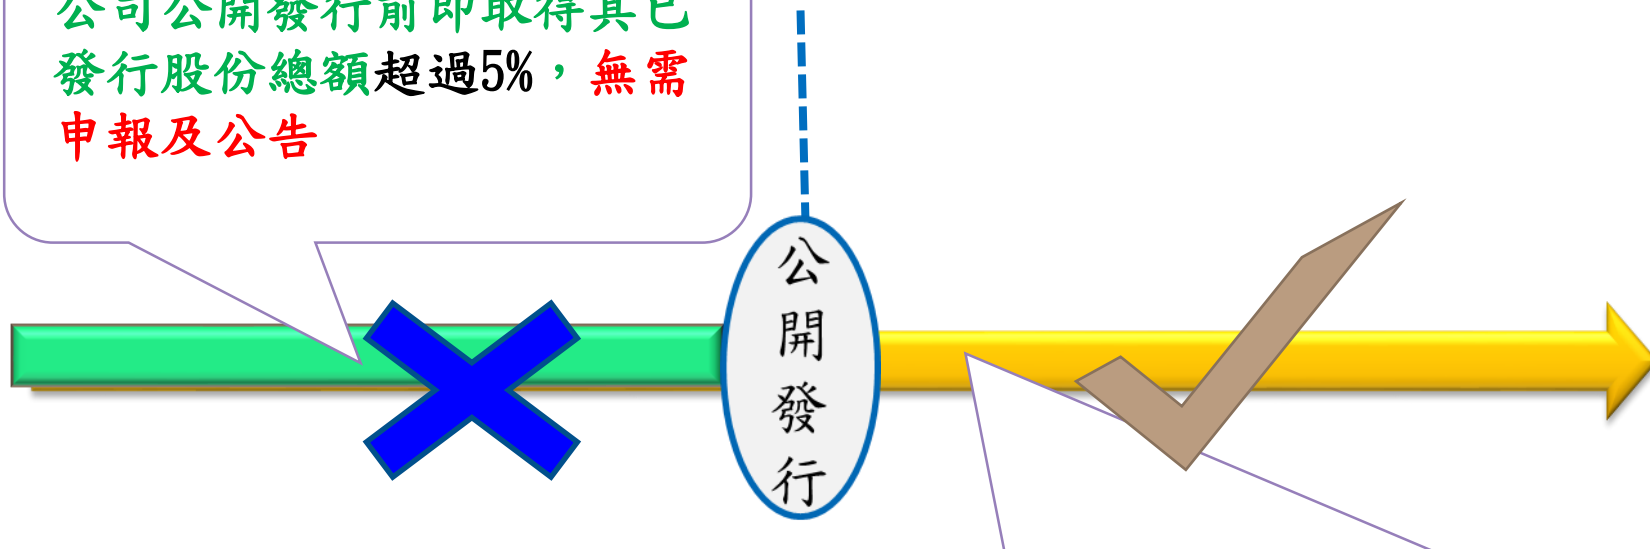 公司公開發行前即取得其已
發行股份總額超過5%，無需
申報及公告
公
開
發
行